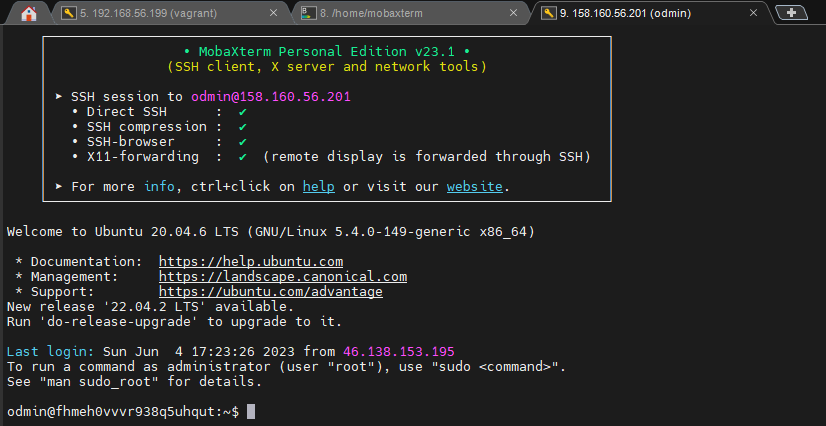 5. 192.168.56.199 (vagrant)
8. /home/mobaxterm
9. 158.160.56.201 (odmin)
• MobaXterm Personal Edition v23.1 •
(SSH client, X server and network tools)
➤ SSH session to odmin@158.160.56.201
• Direct SSH      :  ✔
• SSH compression :  ✔
• SSH-browser     :  ✔
• X11-forwarding  :  ✔  (remote display is forwarded through SSH)
➤ For more info, ctrl+click on help or visit our website.
Welcome to Ubuntu 20.04.6 LTS (GNU/Linux 5.4.0-149-generic x86_64)
* Documentation:  https://help.ubuntu.com
* Management:     https://landscape.canonical.com
* Support:        https://ubuntu.com/advantage
New release '22.04.2 LTS' available.
Run 'do-release-upgrade' to upgrade to it.
Last login: Sun Jun  4 17:23:26 2023 from 46.138.153.195
To run a command as administrator (user "root"), use "sudo <command>".
See "man sudo_root" for details.
odmin@fhmeh0vvvr938q5uhqut:~$